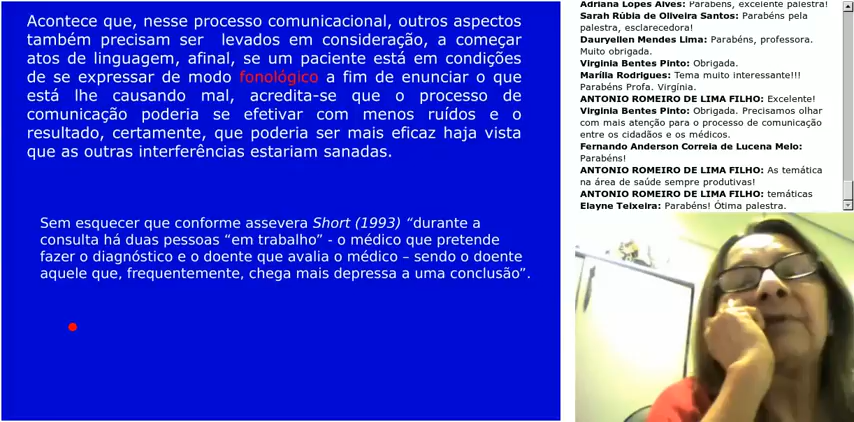 Acontece que, nesse processo comunicacional, outros aspectos
também precisam ser levados em consideração, a começar
atos de linguagem, afinal, se um paciente está em condições
de se expressar de modo fonológico a fim de enunciar o que
está lhe causando mal, acredita-se que o processo de
comunicação poderia se efetivar com menos ruídos e o
resultado, certamente, que poderia ser mais eficaz haja vista
que as outras interferências estariam sanadas.
Sem esquecer que conforme assevera Short (1993) “durante a
consulta há duas pessoas “em trabalho” - o médico que pretende
fazer o diagnóstico e o doente que avalia o médico – sendo o doente
aquele que, frequentemente, chega mais depressa a uma conclusão”.
Adriana Lopes Alves: Parabéns, excelente palestra!
Sarah Rúbia de Oliveira Santos: Parabéns pela
palestra, esclarecedora!
Dauryellen Mendes Lima: Parabéns, professora.
Muito obrigada.
Virginia Bentes Pinto: Obrigada.
Marília Rodrigues: Tema muito interessante!!!
Parabéns Profa. Virgínia.
ANTONIO ROMEIRO DE LIMA FILHO: Excelente!
Virginia Bentes Pinto: Obrigada. Precisamos olhar
com mais atenção para o processo de comunicação
entre os cidadãos e os médicos.
Fernando Anderson Correia de Lucena Melo:
Parabéns!
ANTONIO ROMEIRO DE LIMA FILHO: As temática
na área de saúde sempre produtivas!
ANTONIO ROMEIRO DE LIMA FILHO: temáticas
Elayne Teixeira: Parabéns! Ótima palestra.